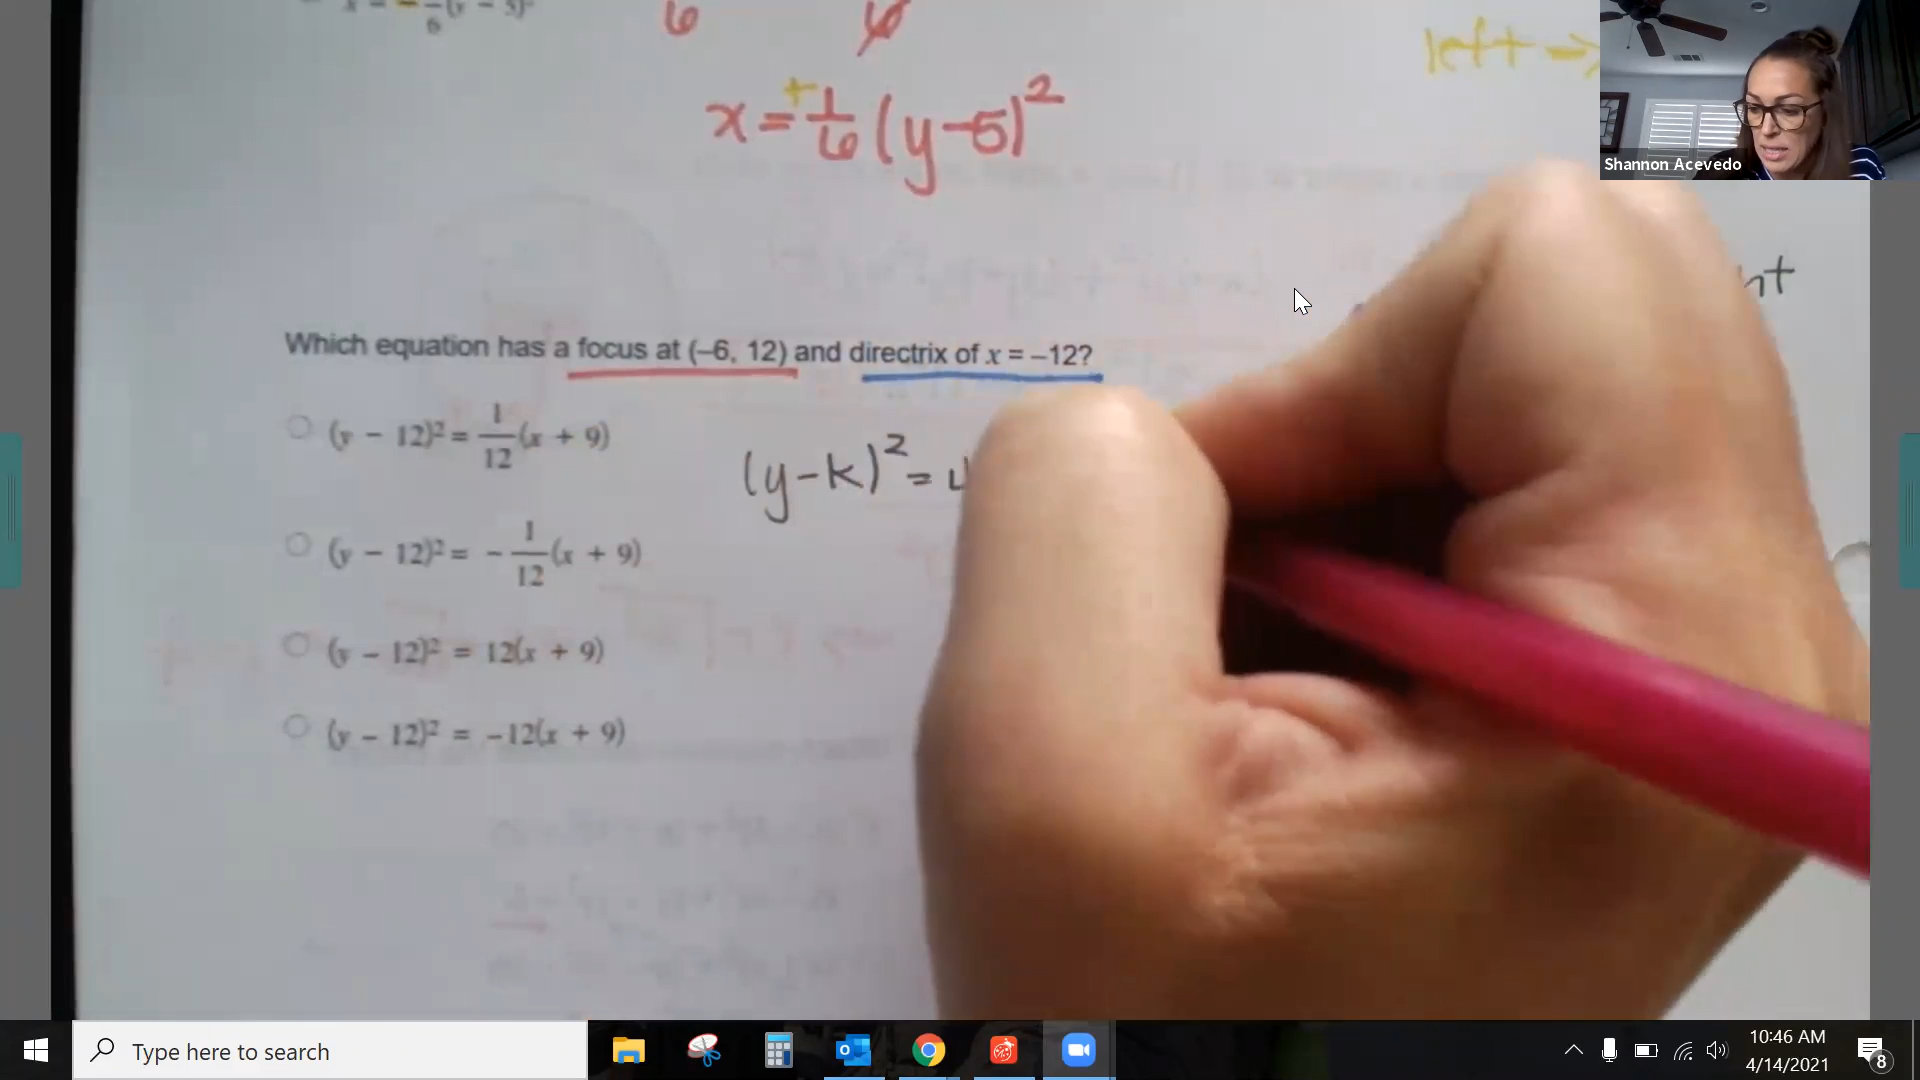 6 6
left →
x = + 1/6 (y-5)²
Shannon Acevedo
Which equation has a focus at (–6, 12) and directrix of x = –12?
(y – 12)² = 1/12 (x + 9)
(y-k)² = 4
(y – 12)² = – 1/12 (x + 9)
(y – 12)² = 12(x + 9)
(y – 12)² = –12(x + 9)
Type here to search
10:46 AM
4/14/2021
8